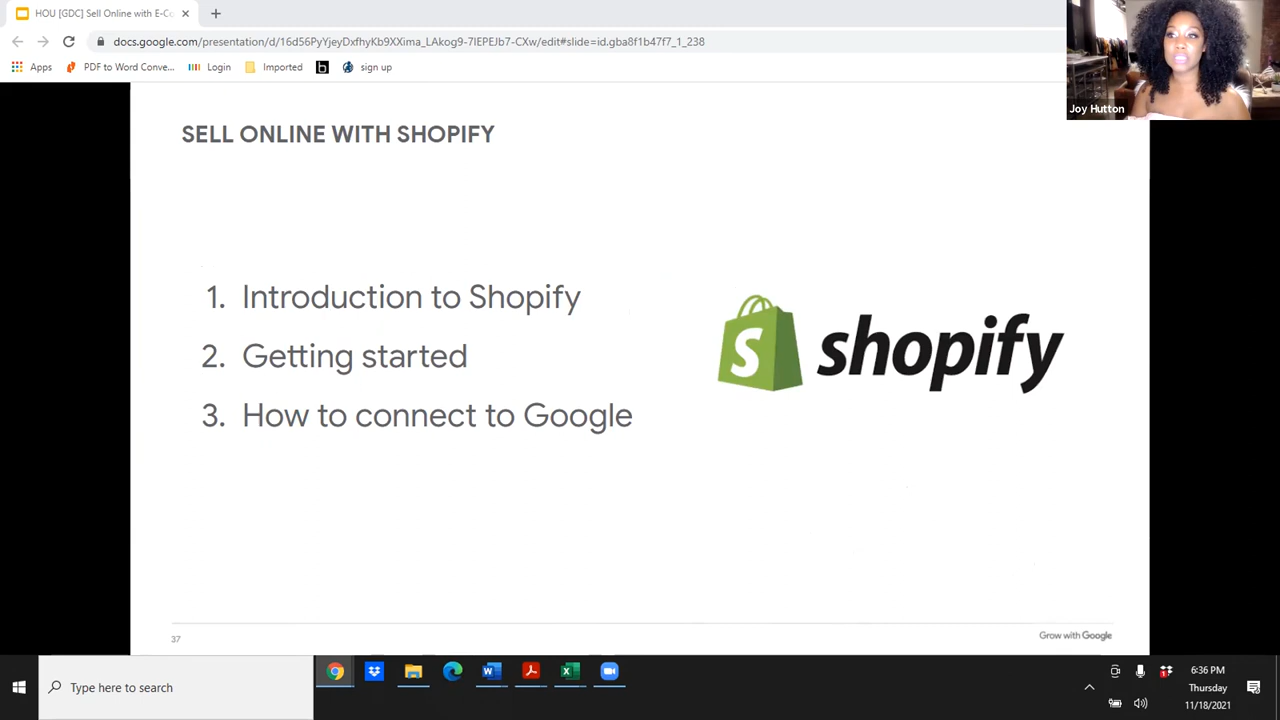 HOU [GDC] Sell Online with E-Co
docs.google.com/presentation/d/16d56PyYjeyDxfhyKb9XXima_LAkog9-7lEPEJb7-CXw/edit#slide=id.gba8f1b47f7_1_238
Apps
PDF to Word Conve...
Login
Imported
b
sign up
Joy Hutton
SELL ONLINE WITH SHOPIFY
1. Introduction to Shopify
2. Getting started
3. How to connect to Google
S shopify
37
Grow with Google
Type here to search
6:36 PM
Thursday
11/18/2021